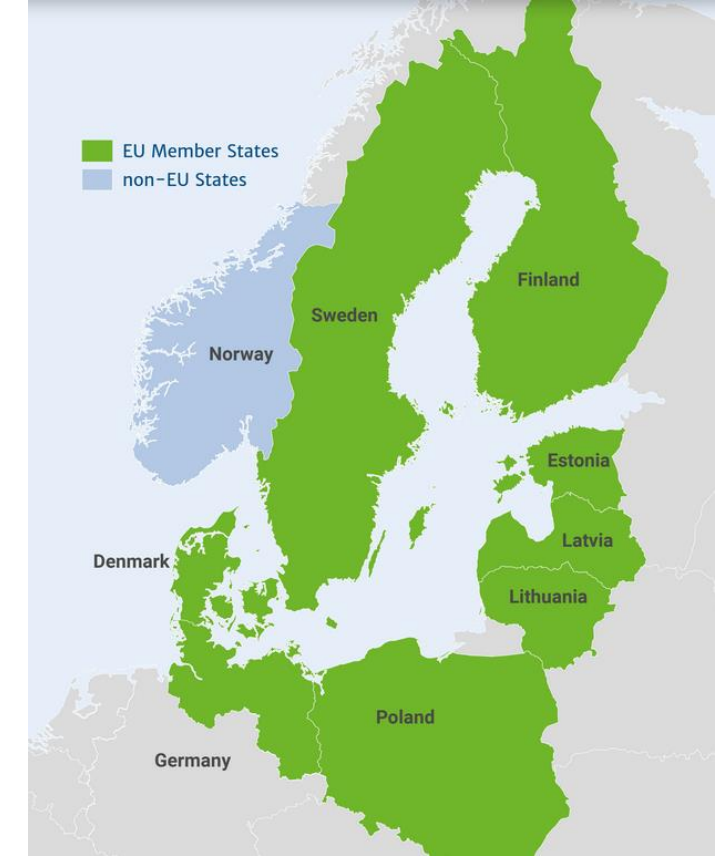 EU Member States
non-EU States
Finland
Sweden
Norway
Estonia
Latvia
Denmark
Lithuania
Poland
Germany